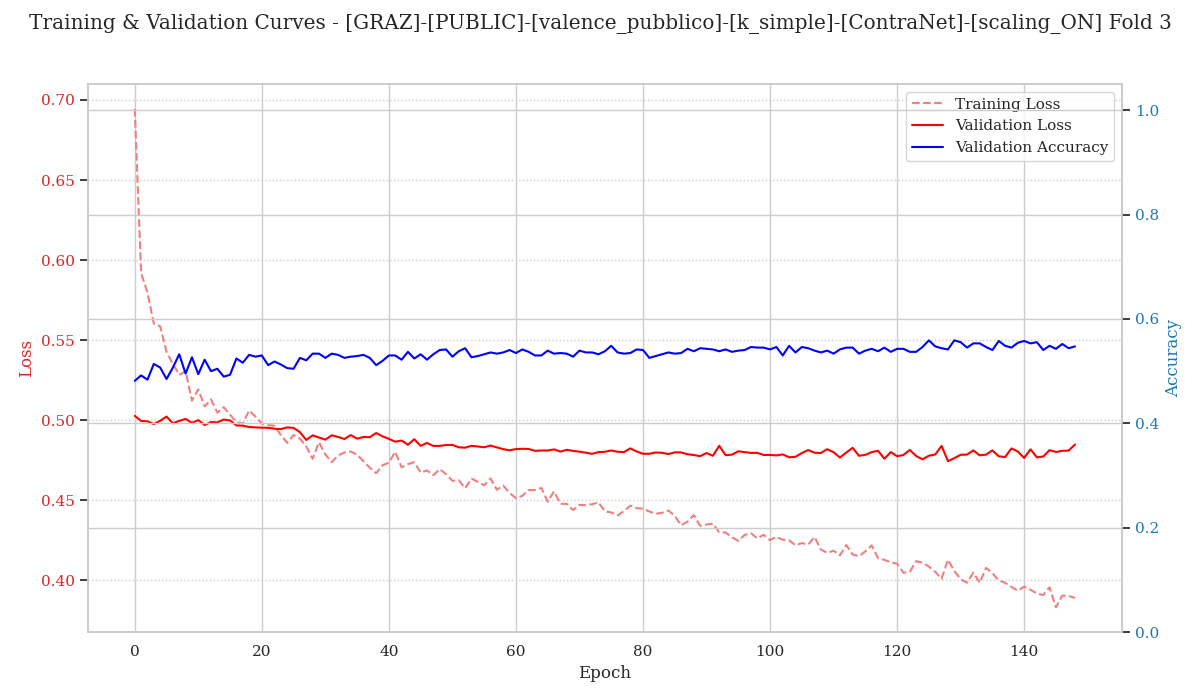 Training & Validation Curves - [GRAZ]-[PUBLIC]-[valence_pubblico]-[k_simple]-[ContraNet]-[scaling_ON] Fold 3
Training Loss
Validation Loss
Validation Accuracy
0.70
0.65
0.60
0.55
0.50
0.45
0.40
Loss
1.0
0.8
0.6
0.4
0.2
0.0
Accuracy
0 20 40 60 80 100 120 140
Epoch